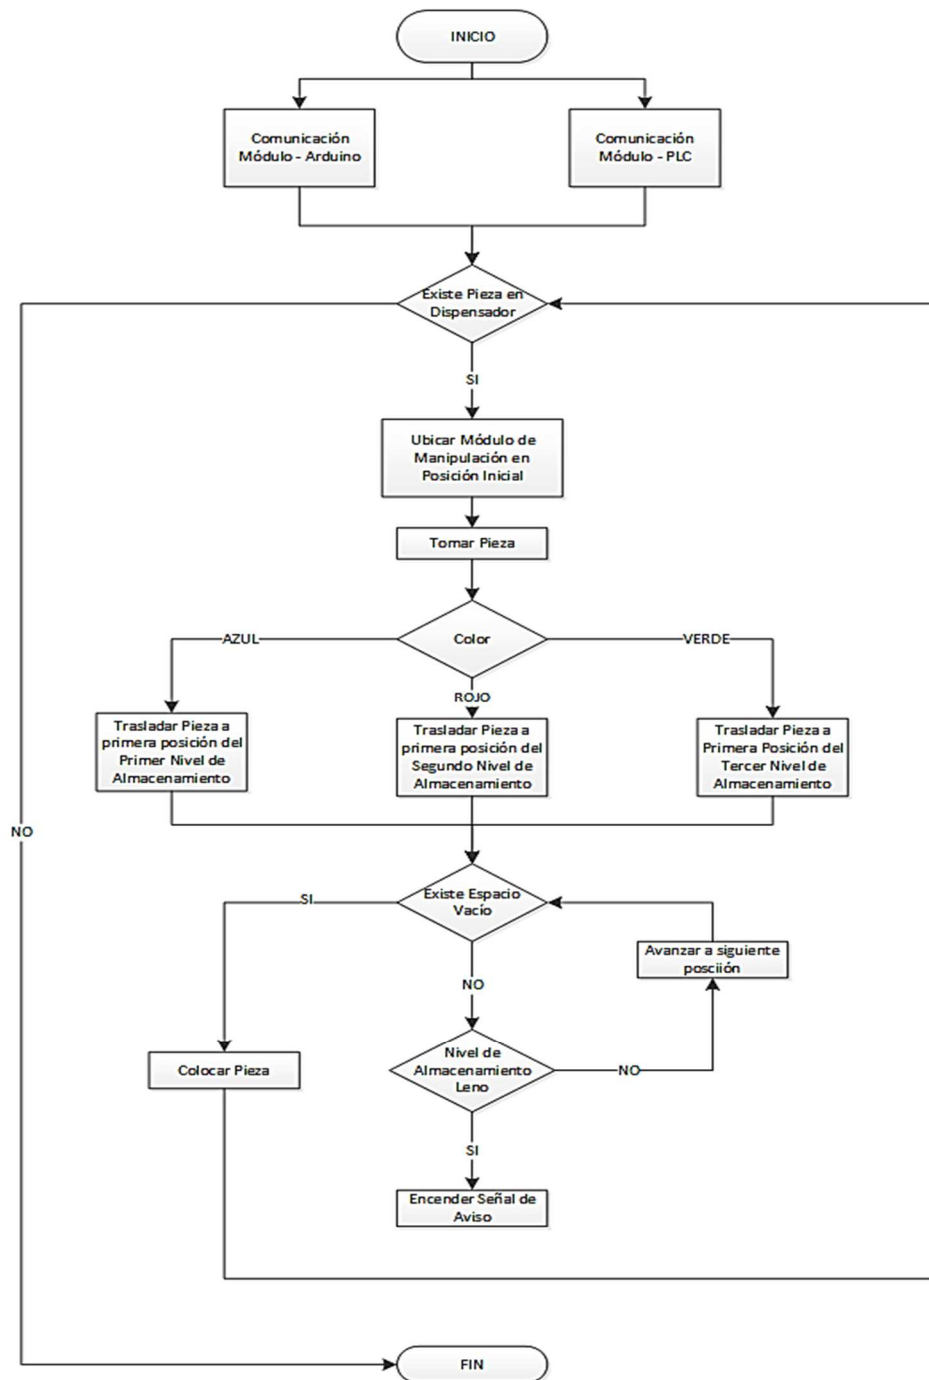 INICIO
Comunicación
Módulo - Arduino
Comunicación
Módulo - PLC
Existe Pieza en
Dispensador
SI
Ubicar Módulo de
Manipulación en
Posición Inicial
Tomar Pieza
Color
AZUL
VERDE
ROJO
Trasladar Pieza a
primera posición del
Primer Nivel de
Almacenamiento
Trasladar Pieza a
primera posición del
Segundo Nivel de
Almacenamiento
Trasladar Pieza a
Primera Posición del
Tercer Nivel de
Almacenamiento
NO
Existe Espacio
Vacío
SI
Avanzar a siguiente
posciión
NO
Nivel de
Almacenamiento
Leno
NO
Colocar Pieza
SI
Encender Señal de
Aviso
FIN